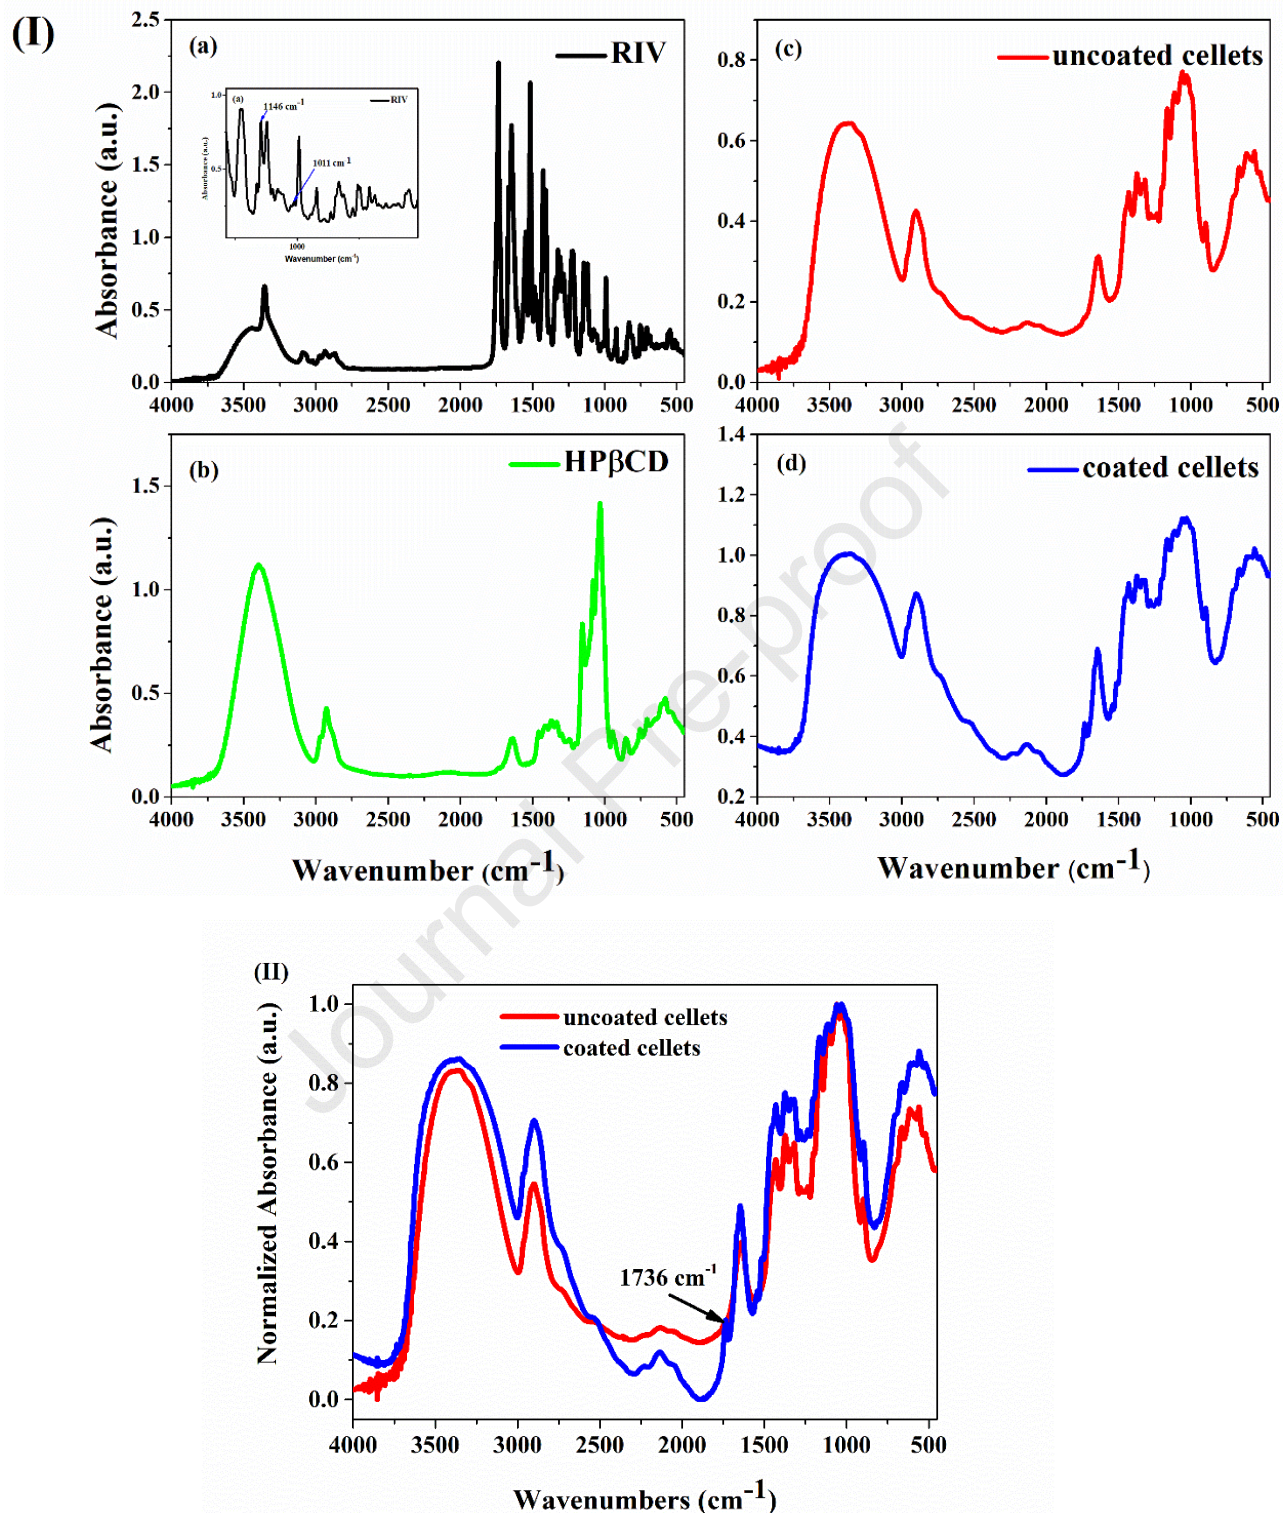 (I)
(a)
RIV
2.5
2.0
1.5
1.0
0.5
0.0
Absorbance (a.u.)
4000 3500 3000 2500 2000 1500 1000 500
(a)
1146 cm-1
RIV
1011 cm-1
1.0
0.5
Absorbance (a.u.)
1000
Wavenumber (cm-1)
(c)
uncoated cellets
0.8
0.6
0.4
0.2
0.0
4000 3500 3000 2500 2000 1500 1000 500
(b)
HPβCD
1.5
1.0
0.5
0.0
Absorbance (a.u.)
4000 3500 3000 2500 2000 1500 1000 500
Wavenumber (cm-1)
(d)
coated cellets
1.4
1.2
1.0
0.8
0.6
0.4
0.2
4000 3500 3000 2500 2000 1500 1000 500
Wavenumber (cm-1)
Journal Pre-proof
(II)
uncoated cellets
coated cellets
1.0
0.8
0.6
0.4
0.2
0.0
Normalized Absorbance (a.u.)
1736 cm-1
4000 3500 3000 2500 2000 1500 1000 500
Wavenumbers (cm-1)